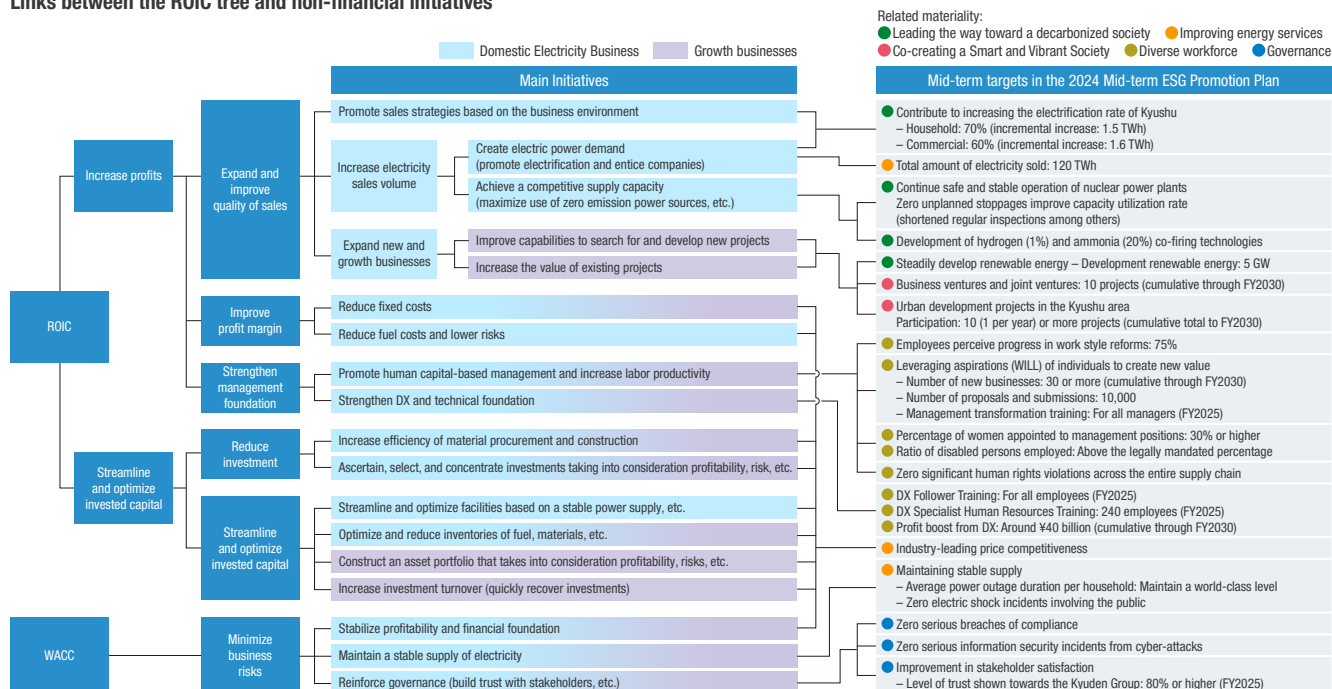 Links between the ROIC tree and non-financial initiatives
Related materiality:
Leading the way toward a decarbonized society
Improving energy services
Co-creating a Smart and Vibrant Society
Diverse workforce
Governance
Domestic Electricity Business
Growth businesses
Main Initiatives
Mid-term targets in the 2024 Mid-term ESG Promotion Plan
ROIC
Increase profits
Expand and
improve
quality of sales
Promote sales strategies based on the business environment
Increase electricity
sales volume
Create electric power demand
(promote electrification and entice companies)
Achieve a competitive supply capacity
(maximize use of zero emission power sources, etc.)
Expand new and
growth businesses
Improve capabilities to search for and develop new projects
Increase the value of existing projects
Improve
profit margin
Reduce fixed costs
Reduce fuel costs and lower risks
Strengthen
management
foundation
Promote human capital-based management and increase labor productivity
Strengthen DX and technical foundation
Streamline
and optimize
invested capital
Reduce
investment
Increase efficiency of material procurement and construction
Ascertain, select, and concentrate investments taking into consideration profitability, risk, etc.
Streamline
and optimize
invested capital
Streamline and optimize facilities based on a stable power supply, etc.
Optimize and reduce inventories of fuel, materials, etc.
Construct an asset portfolio that takes into consideration profitability, risks, etc.
Increase investment turnover (quickly recover investments)
WACC
Minimize
business
risks
Stabilize profitability and financial foundation
Maintain a stable supply of electricity
Reinforce governance (build trust with stakeholders, etc.)
Contribute to increasing the electrification rate of Kyushu
– Household: 70% (incremental increase: 1.5 TWh)
– Commercial: 60% (incremental increase: 1.6 TWh)
Total amount of electricity sold: 120 TWh
Continue safe and stable operation of nuclear power plants
Zero unplanned stoppages improve capacity utilization rate
(shortened regular inspections among others)
Development of hydrogen (1%) and ammonia (20%) co-firing technologies
Steadily develop renewable energy – Development renewable energy: 5 GW
Business ventures and joint ventures: 10 projects (cumulative through FY2030)
Urban development projects in the Kyushu area
Participation: 10 (1 per year) or more projects (cumulative total to FY2030)
Employees perceive progress in work style reforms: 75%
Leveraging aspirations (WILL) of individuals to create new value
– Number of new businesses: 30 or more (cumulative through FY2030)
– Number of proposals and submissions: 10,000
– Management transformation training: For all managers (FY2025)
Percentage of women appointed to management positions: 30% or higher
Ratio of disabled persons employed: Above the legally mandated percentage
Zero significant human rights violations across the entire supply chain
DX Follower Training: For all employees (FY2025)
DX Specialist Human Resources Training: 240 employees (FY2025)
Profit boost from DX: Around ¥40 billion (cumulative through FY2030)
Industry-leading price competitiveness
Maintaining stable supply
– Average power outage duration per household: Maintain a world-class level
– Zero electric shock incidents involving the public
Zero serious breaches of compliance
Zero serious information security incidents from cyber-attacks
Improvement in stakeholder satisfaction
– Level of trust shown towards the Kyuden Group: 80% or higher (FY2025)